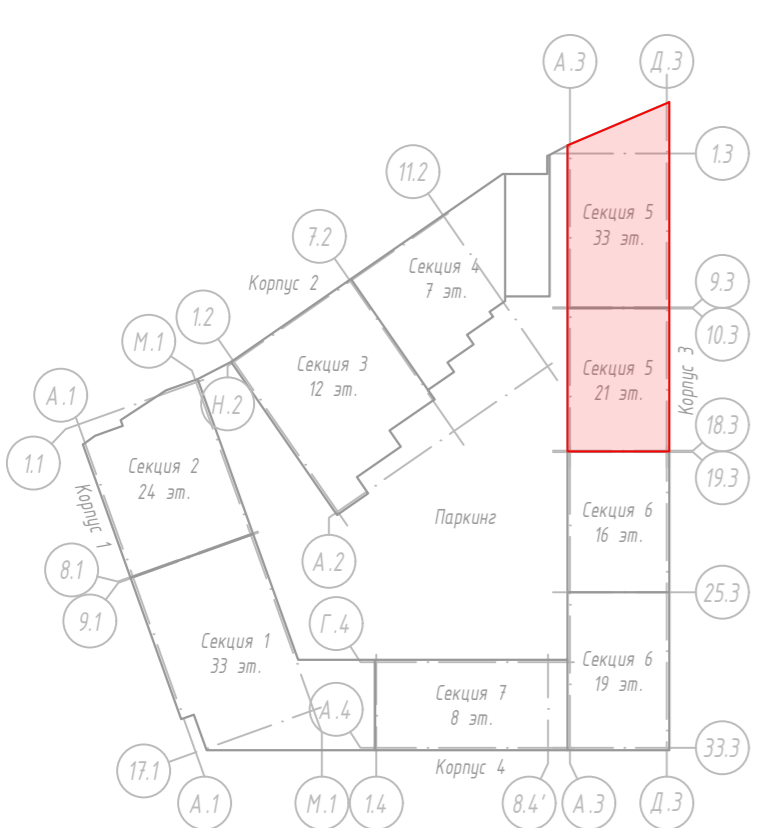 А.3
Д.3
1.3
11.2
Секция 5
33 эт.
7.2
Секция 4
7 эт.
Корпус 2
9.3
1.2
10.3
М.1
Секция 3
12 эт.
Секция 5
21 эт.
Корпус 3
А.1
Н.2
18.3
1.1
Секция 2
24 эт.
19.3
Корпус 1
Паркинг
Секция 6
16 эт.
А.2
8.1
25.3
9.1
Г.4
Секция 1
33 эт.
Секция 6
19 эт.
А.4
Секция 7
8 эт.
33.3
17.1
Корпус 4
А.1
М.1
1.4
8.4'
А.3
Д.3